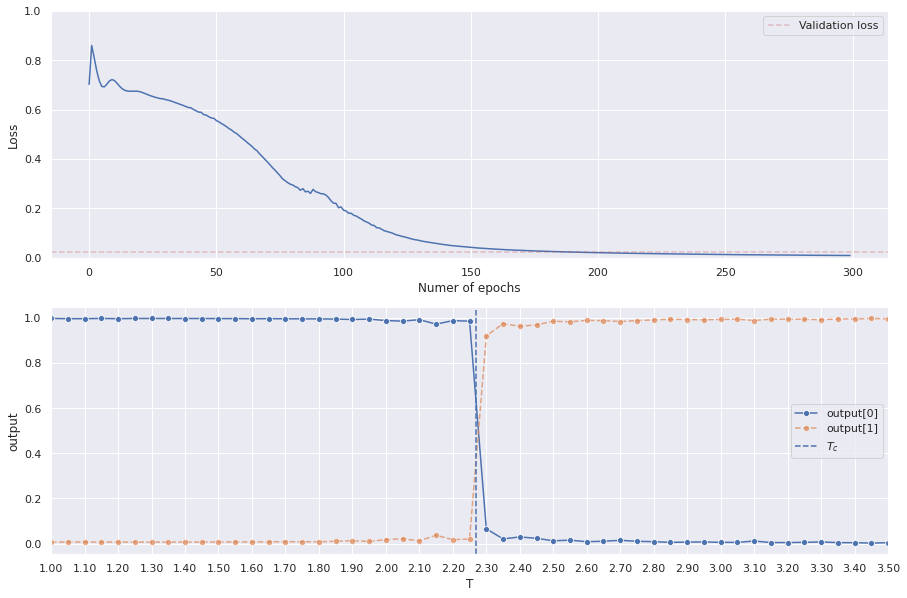 1.0
0.8
0.6
0.4
0.2
0.0
Loss
Validation loss
0 50 100 150 200 250 300
Numer of epochs
1.0
0.8
0.6
0.4
0.2
0.0
output
output[0]
output[1]
T_c
1.00 1.10 1.20 1.30 1.40 1.50 1.60 1.70 1.80 1.90 2.00 2.10 2.20 2.30 2.40 2.50 2.60 2.70 2.80 2.90 3.00 3.10 3.20 3.30 3.40 3.50
T